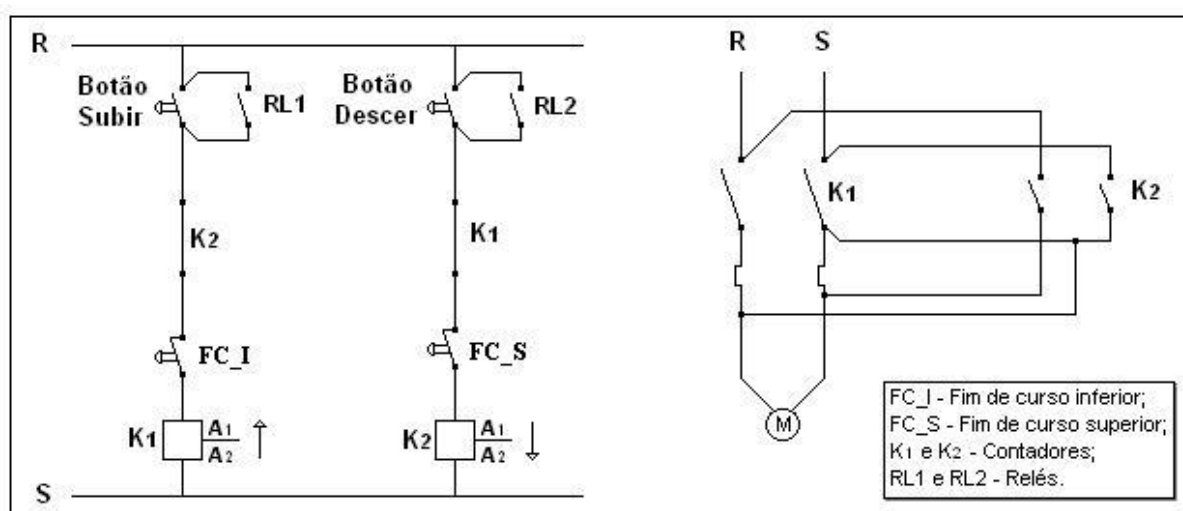 R
Botão
Subir
RL1
Botão
Descer
RL2
K2
K1
FC_I
FC_S
K1
A1
A2
K2
A1
A2
S
R
S
K1
K2
M
FC_I - Fim de curso inferior;
FC_S - Fim de curso superior;
K1 e K2 - Contadores;
RL1 e RL2 - Relés.